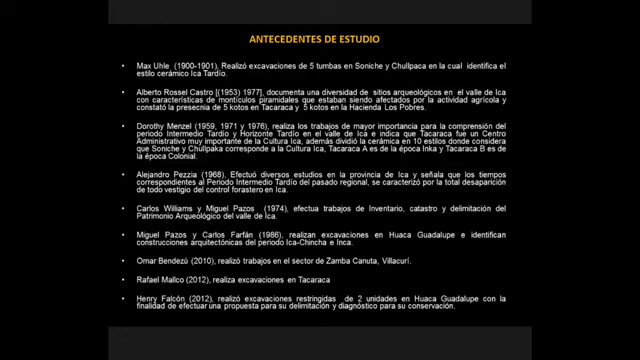 ANTECEDENTES DE ESTUDIO
• Max Uhle (1900-1901), Realizó excavaciones de 5 tumbas en Soniche y Chullpaca en la cual identifica el
estilo cerámico Ica Tardío.
• Alberto Rossel Castro [(1953) 1977], documenta una diversidad de sitios arqueológicos en el valle de Ica
con características de montículos piramidales que estaban siendo afectados por la actividad agrícola y
constató la presencia de 5 kotos en Tacaraca y 5 kotos en la Hacienda Los Pobres.
• Dorothy Menzel (1959, 1971 y 1976), realiza los trabajos de mayor importancia para la comprensión del
periodo Intermedio Tardío y Horizonte Tardío en el valle de Ica e indica que Tacaraca fue un Centro
Administrativo muy importante de la Cultura Ica, además dividió la cerámica en 10 estilos donde considera
que Soniche y Chullpaka corresponde a la Cultura Ica, Tacaraca A es de la época Inka y Tacaraca B es de
la época Colonial.
• Alejandro Pezzia (1968), Efectuó diversos estudios en la provincia de Ica y señala que los tiempos
correspondientes al Periodo Intermedio Tardío del pasado regional, se caracterizó por la total desaparición
de todo vestigio del control forastero en Ica.
• Carlos Williams y Miguel Pazos (1974), efectua trabajos de Inventario, catastro y delimitación del
Patrimonio Arqueológico del valle de Ica.
• Miguel Pazos y Carlos Farfán (1986), realizan excavaciones en Huaca Guadalupe e identifican
construcciones arquitectónicas del periodo Ica-Chincha e Inca.
• Omar Bendezú (2010), realizó trabajos en el sector de Zamba Canuta, Villacurí.
• Rafael Mallco (2012), realiza excavaciones en Tacaraca
• Henry Falcón (2012), realizó excavaciones restringidas de 2 unidades en Huaca Guadalupe con la
finalidad de efectuar una propuesta para su delimitación y diagnóstico para su conservación.